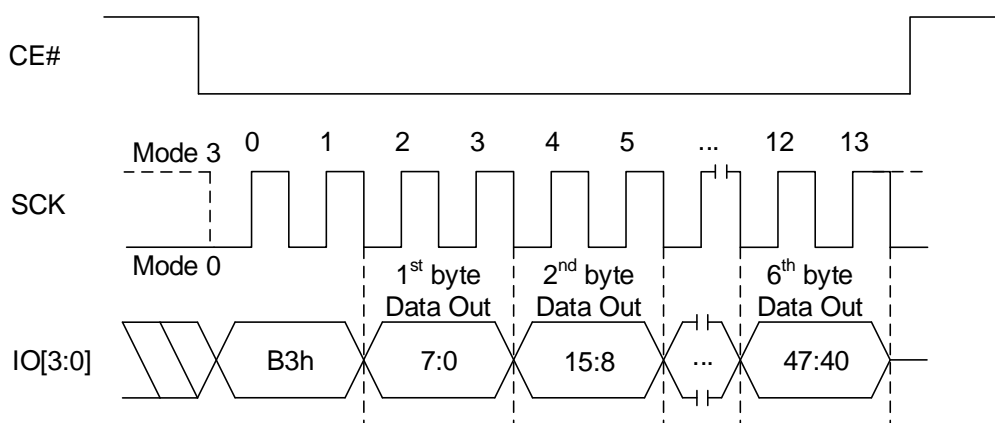 CE#
0 1 2 3 4 5 ... 12 13
Mode 3
SCK
Mode 0
1st byte 2nd byte 6th byte
Data Out Data Out Data Out
IO[3:0] B3h 7:0 15:8 ... 47:40